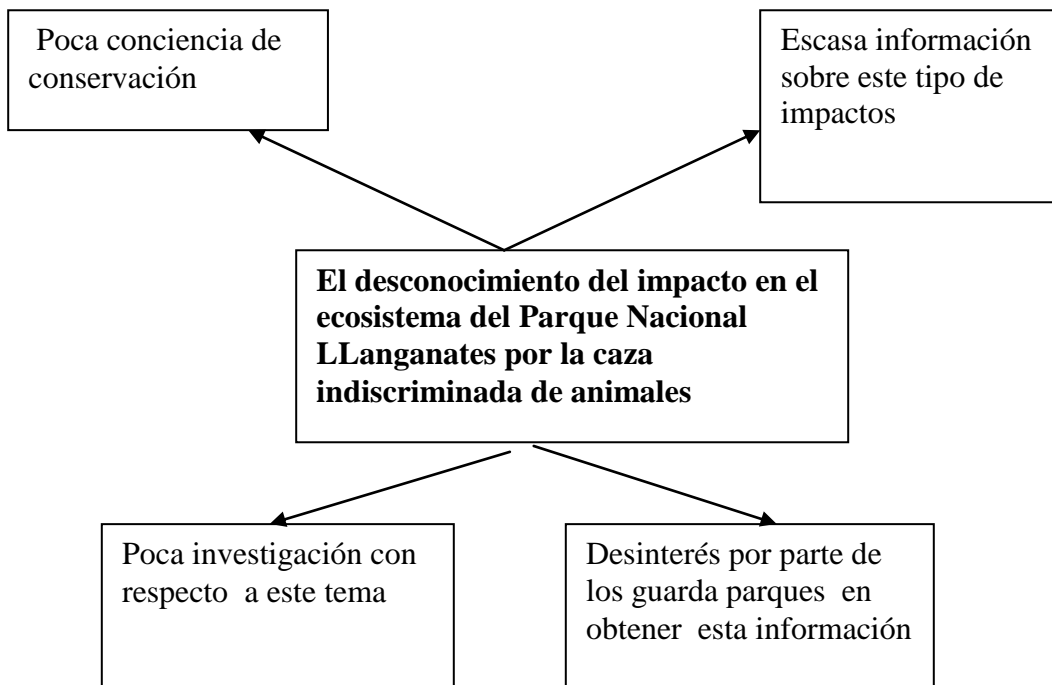 Poca conciencia de
conservación
Escasa información
sobre este tipo de
impactos
El desconocimiento del impacto en el
ecosistema del Parque Nacional
LLanganates por la caza
indiscriminada de animales
Poca investigación con
respecto a este tema
Desinterés por parte de
los guarda parques en
obtener esta información